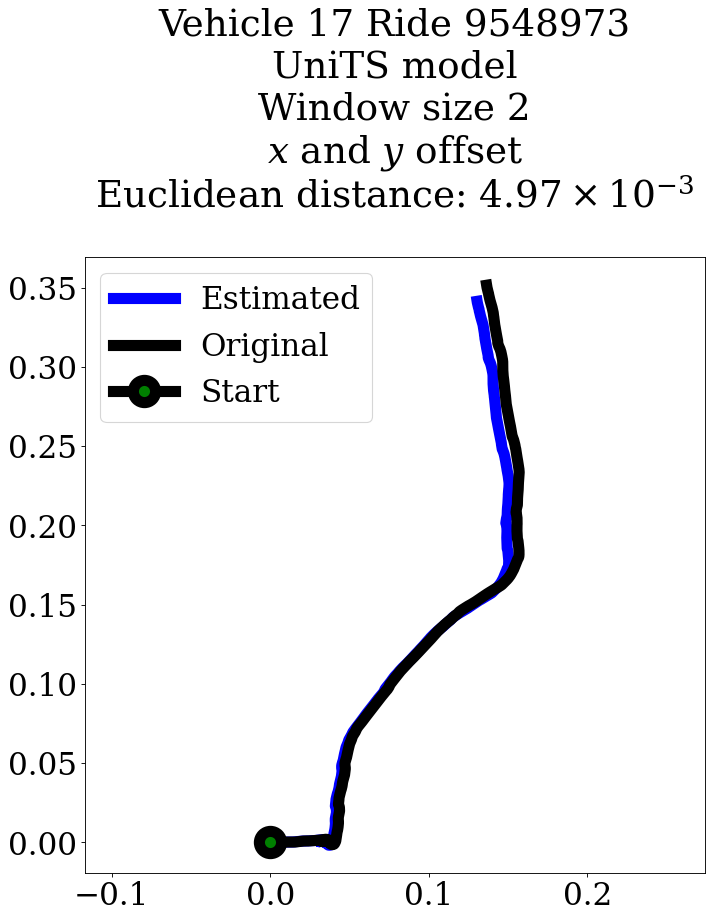 Vehicle 17 Ride 9548973
UniTS model
Window size 2
x and y offset
Euclidean distance: 4.97 × 10⁻³
Estimated
Original
Start
0.35
0.30
0.25
0.20
0.15
0.10
0.05
0.00
−0.1
0.0
0.1
0.2